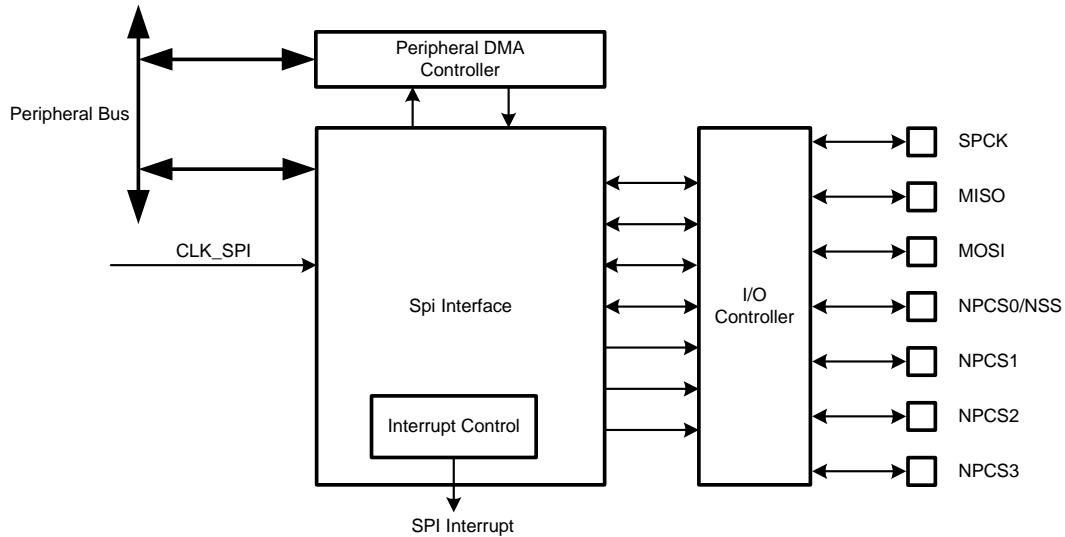 Peripheral DMA
Controller
Peripheral Bus
SPCK
MISO
MOSI
CLK_SPI
Spi Interface
I/O
Controller
NPCS0/NSS
NPCS1
Interrupt Control
NPCS2
NPCS3
SPI Interrupt